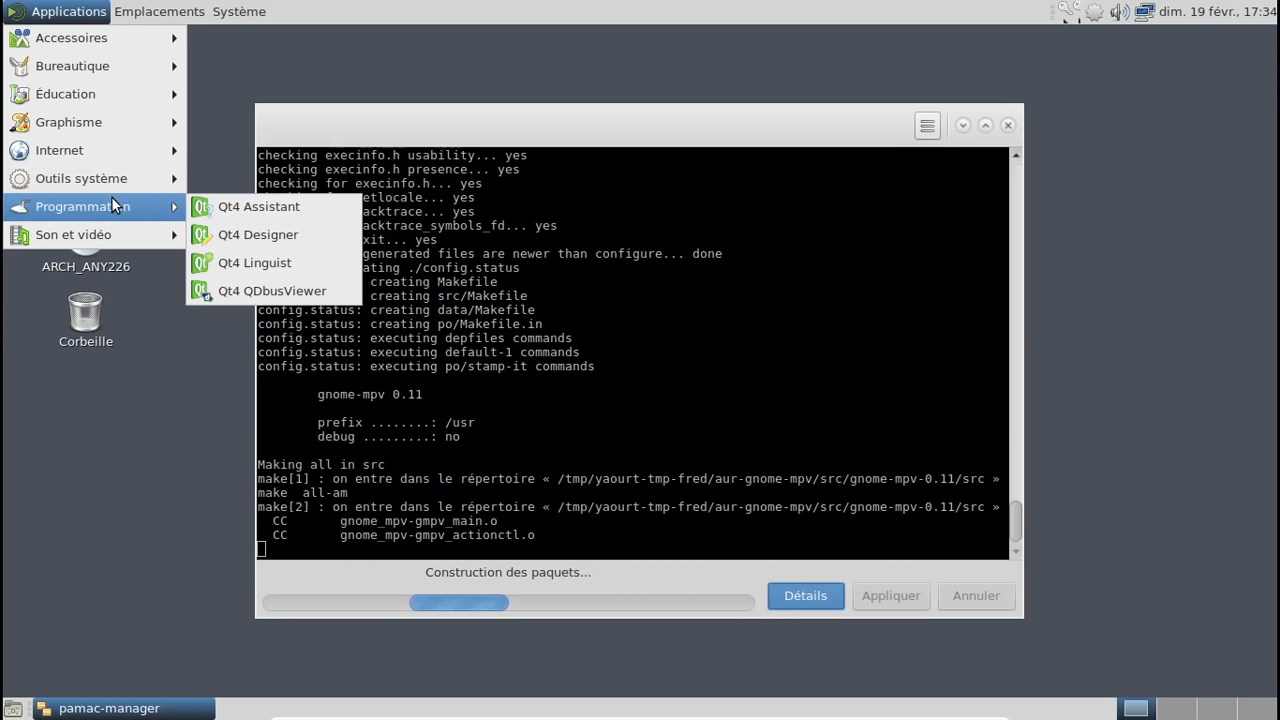 Applications Emplacements Système dim. 19 févr., 17:34
Accessoires
Bureautique
Éducation
Graphisme
Internet
Outils système
Programmation
Son et vidéo
Qt4 Assistant
Qt4 Designer
Qt4 Linguist
Qt4 QDbusViewer
ARCH_ANY226
Corbeille
checking execinfo.h usability... yes
checking execinfo.h presence... yes
checking for execinfo.h... yes
etlocale... yes
acktrace... yes
acktrace_symbols_fd... yes
xit... yes
generated files are newer than configure... done
ating ./config.status
creating Makefile
creating src/Makefile
config.status: creating data/Makefile
config.status: creating po/Makefile.in
config.status: executing depfiles commands
config.status: executing default-1 commands
config.status: executing po/stamp-it commands
gnome-mpv 0.11
prefix ........: /usr
debug .........: no
Making all in src
make[1] : on entre dans le répertoire « /tmp/yaourt-tmp-fred/aur-gnome-mpv/src/gnome-mpv-0.11/src »
make  all-am
make[2] : on entre dans le répertoire « /tmp/yaourt-tmp-fred/aur-gnome-mpv/src/gnome-mpv-0.11/src »
CC gnome_mpv-gmpv_main.o
CC gnome_mpv-gmpv_actionctl.o
Construction des paquets...
Détails Appliquer Annuler
pamac-manager